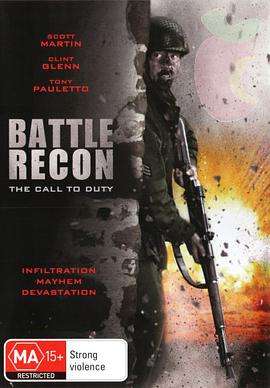 SCOTT
MARTIN
CLINT
GLENN
TONY
PAULETTO
BATTLE
RECON
THE CALL TO DUTY
INFILTRATION
MAYHEM
DEVASTATION
MA 15+
RESTRICTED
Strong
violence